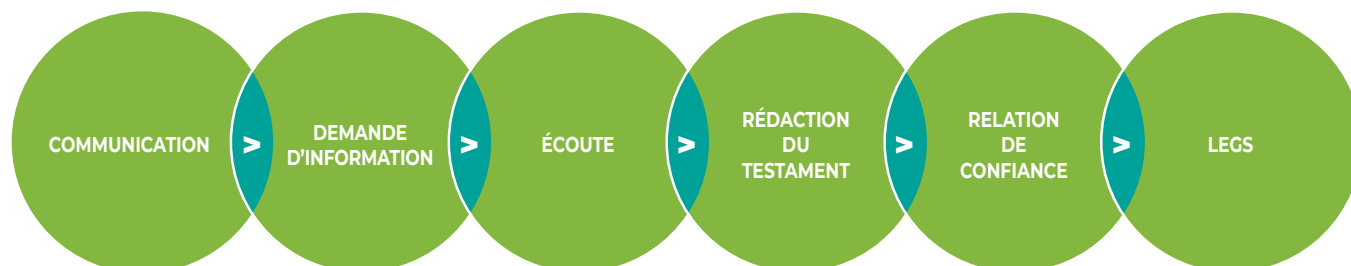 COMMUNICATION
>
DEMANDE
D'INFORMATION
>
ÉCOUTE
>
RÉDACTION
DU
TESTAMENT
>
RELATION
DE
CONFIANCE
>
LEGS